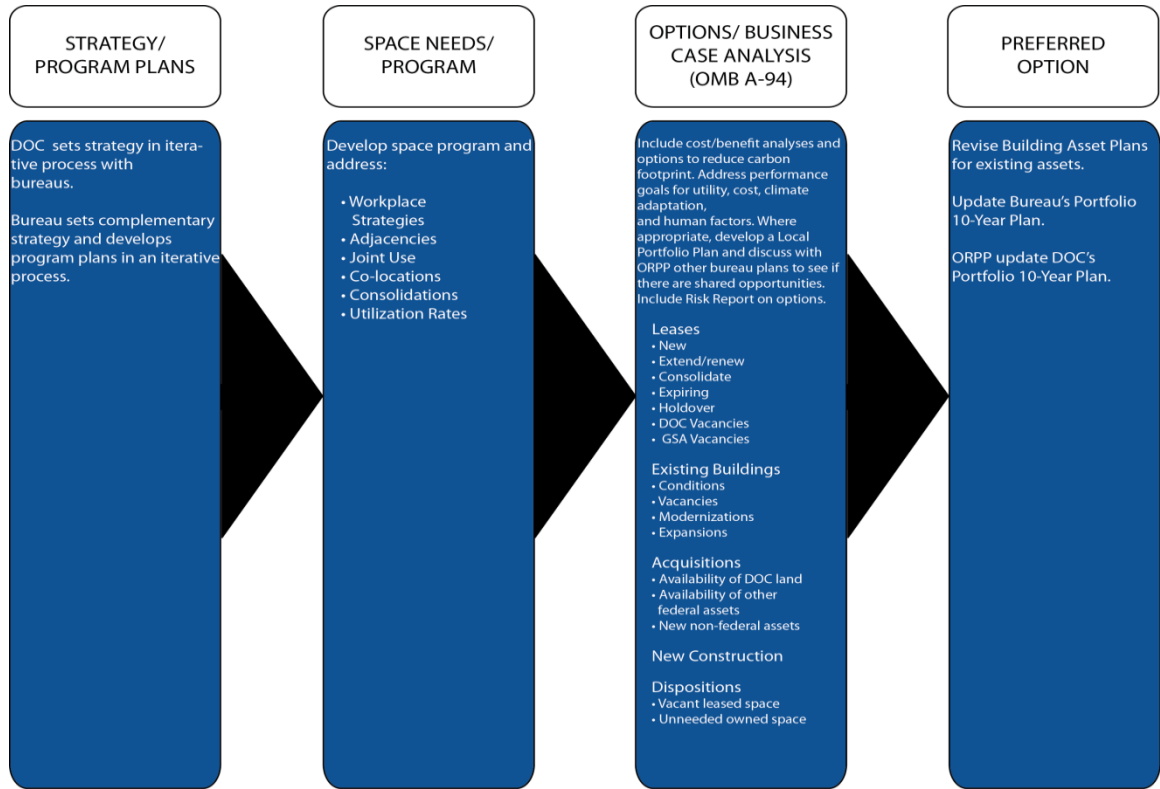 STRATEGY/
PROGRAM PLANS
DOC  sets strategy in itera-
tive process with
bureaus.
Bureau sets complementary
strategy and develops
program plans in an iterative
process.
SPACE NEEDS/
PROGRAM
Develop space program and
address:
• Workplace
Strategies
• Adjacencies
• Joint Use
• Co-locations
• Consolidations
• Utilization Rates
OPTIONS/ BUSINESS
CASE ANALYSIS
(OMB A-94)
Include cost/benefit analyses and
options to reduce carbon
footprint. Address performance
goals for utility, cost, climate
adaptation,
and human factors. Where
appropriate, develop a Local
Portfolio Plan and discuss with
ORPP other bureau plans to see if
there are shared opportunities.
Include Risk Report on options.
Leases
• New
• Extend/renew
• Consolidate
• Expiring
• Holdover
• DOC Vacancies
• GSA Vacancies
Existing Buildings
• Conditions
• Vacancies
• Modernizations
• Expansions
Acquisitions
• Availability of DOC land
• Availability of other
federal assets
• New non-federal assets
New Construction
Dispositions
• Vacant leased space
• Unneeded owned space
PREFERRED
OPTION
Revise Building Asset Plans
for existing assets.
Update Bureau's Portfolio
10-Year Plan.
ORPP update DOC's
Portfolio 10-Year Plan.